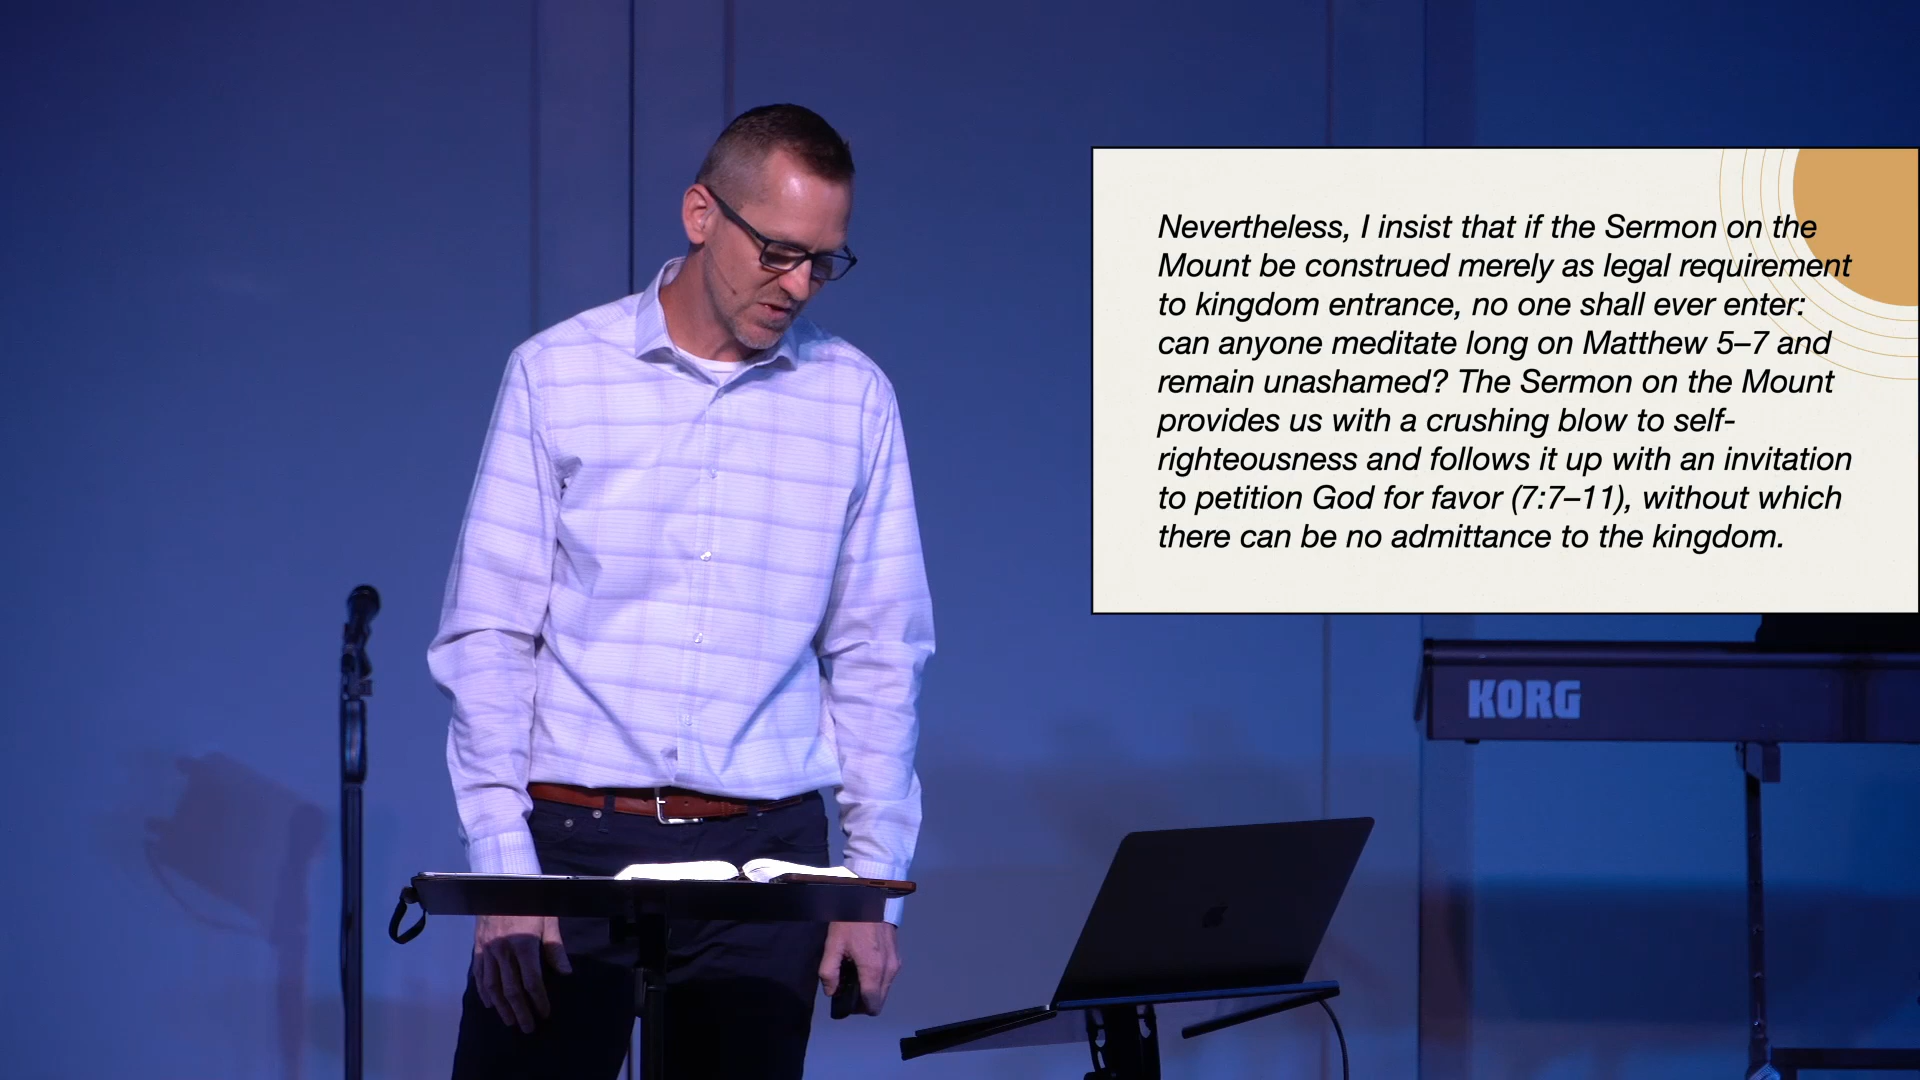 Nevertheless, I insist that if the Sermon on the
Mount be construed merely as legal requirement
to kingdom entrance, no one shall ever enter:
can anyone meditate long on Matthew 5–7 and
remain unashamed? The Sermon on the Mount
provides us with a crushing blow to self-
righteousness and follows it up with an invitation
to petition God for favor (7:7–11), without which
there can be no admittance to the kingdom.
KORG